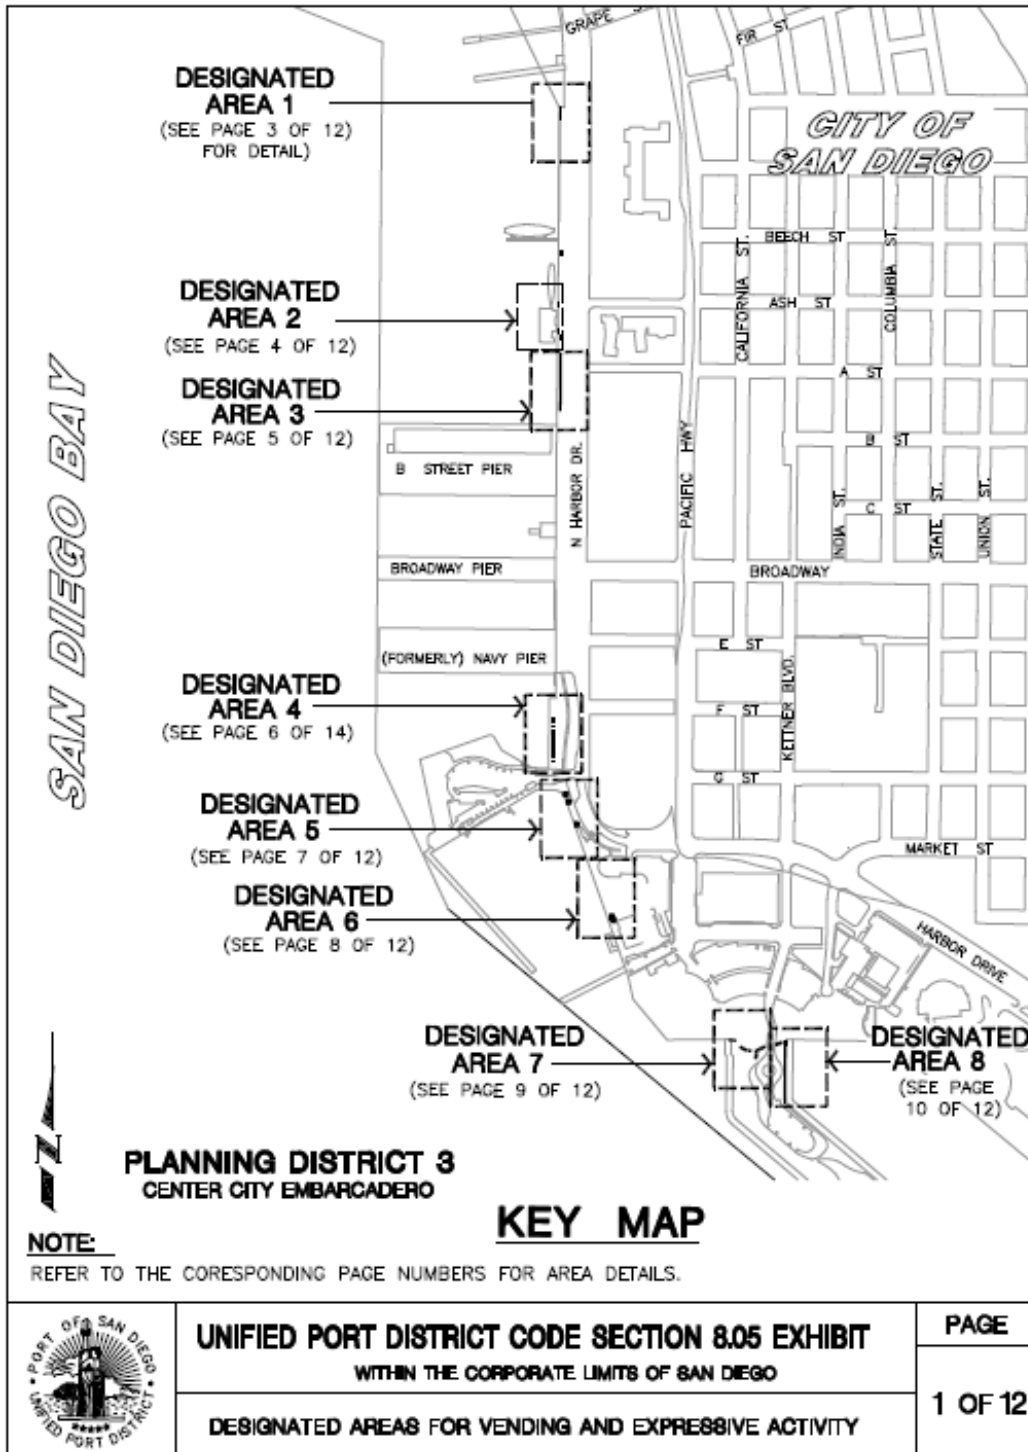 GRAPE S
FIR ST
DESIGNATED
AREA 1
(SEE PAGE 3 OF 12)
FOR DETAIL)
CITY OF
SAN DIEGO
BEECH ST
CALIFORNIA ST.
COLUMBIA ST
ASH ST
DESIGNATED
AREA 2
(SEE PAGE 4 OF 12)
A ST
DESIGNATED
AREA 3
(SEE PAGE 5 OF 12)
B ST
SAN DIEGO BAY
B STREET PIER
N HARBOR DR.
PACIFIC HWY
INDIA ST.
C ST
STATE ST.
UNION ST.
BROADWAY PIER
BROADWAY
E ST
(FORMERLY) NAVY PIER
KETTNER BLVD.
DESIGNATED
AREA 4
(SEE PAGE 6 OF 14)
F ST
G ST
DESIGNATED
AREA 5
(SEE PAGE 7 OF 12)
MARKET ST
DESIGNATED
AREA 6
(SEE PAGE 8 OF 12)
HARBOR DRIVE
DESIGNATED
AREA 7
(SEE PAGE 9 OF 12)
DESIGNATED
AREA 8
(SEE PAGE
10 OF 12)
N
PLANNING DISTRICT 3
CENTER CITY EMBARCADERO
KEY MAP
NOTE:
REFER TO THE CORESPONDING PAGE NUMBERS FOR AREA DETAILS.
PORT OF SAN DIEGO
UNIFIED PORT DISTRICT
UNIFIED PORT DISTRICT CODE SECTION 8.05 EXHIBIT
WITHIN THE CORPORATE LIMITS OF SAN DIEGO
DESIGNATED AREAS FOR VENDING AND EXPRESSIVE ACTIVITY
PAGE
1 OF 12